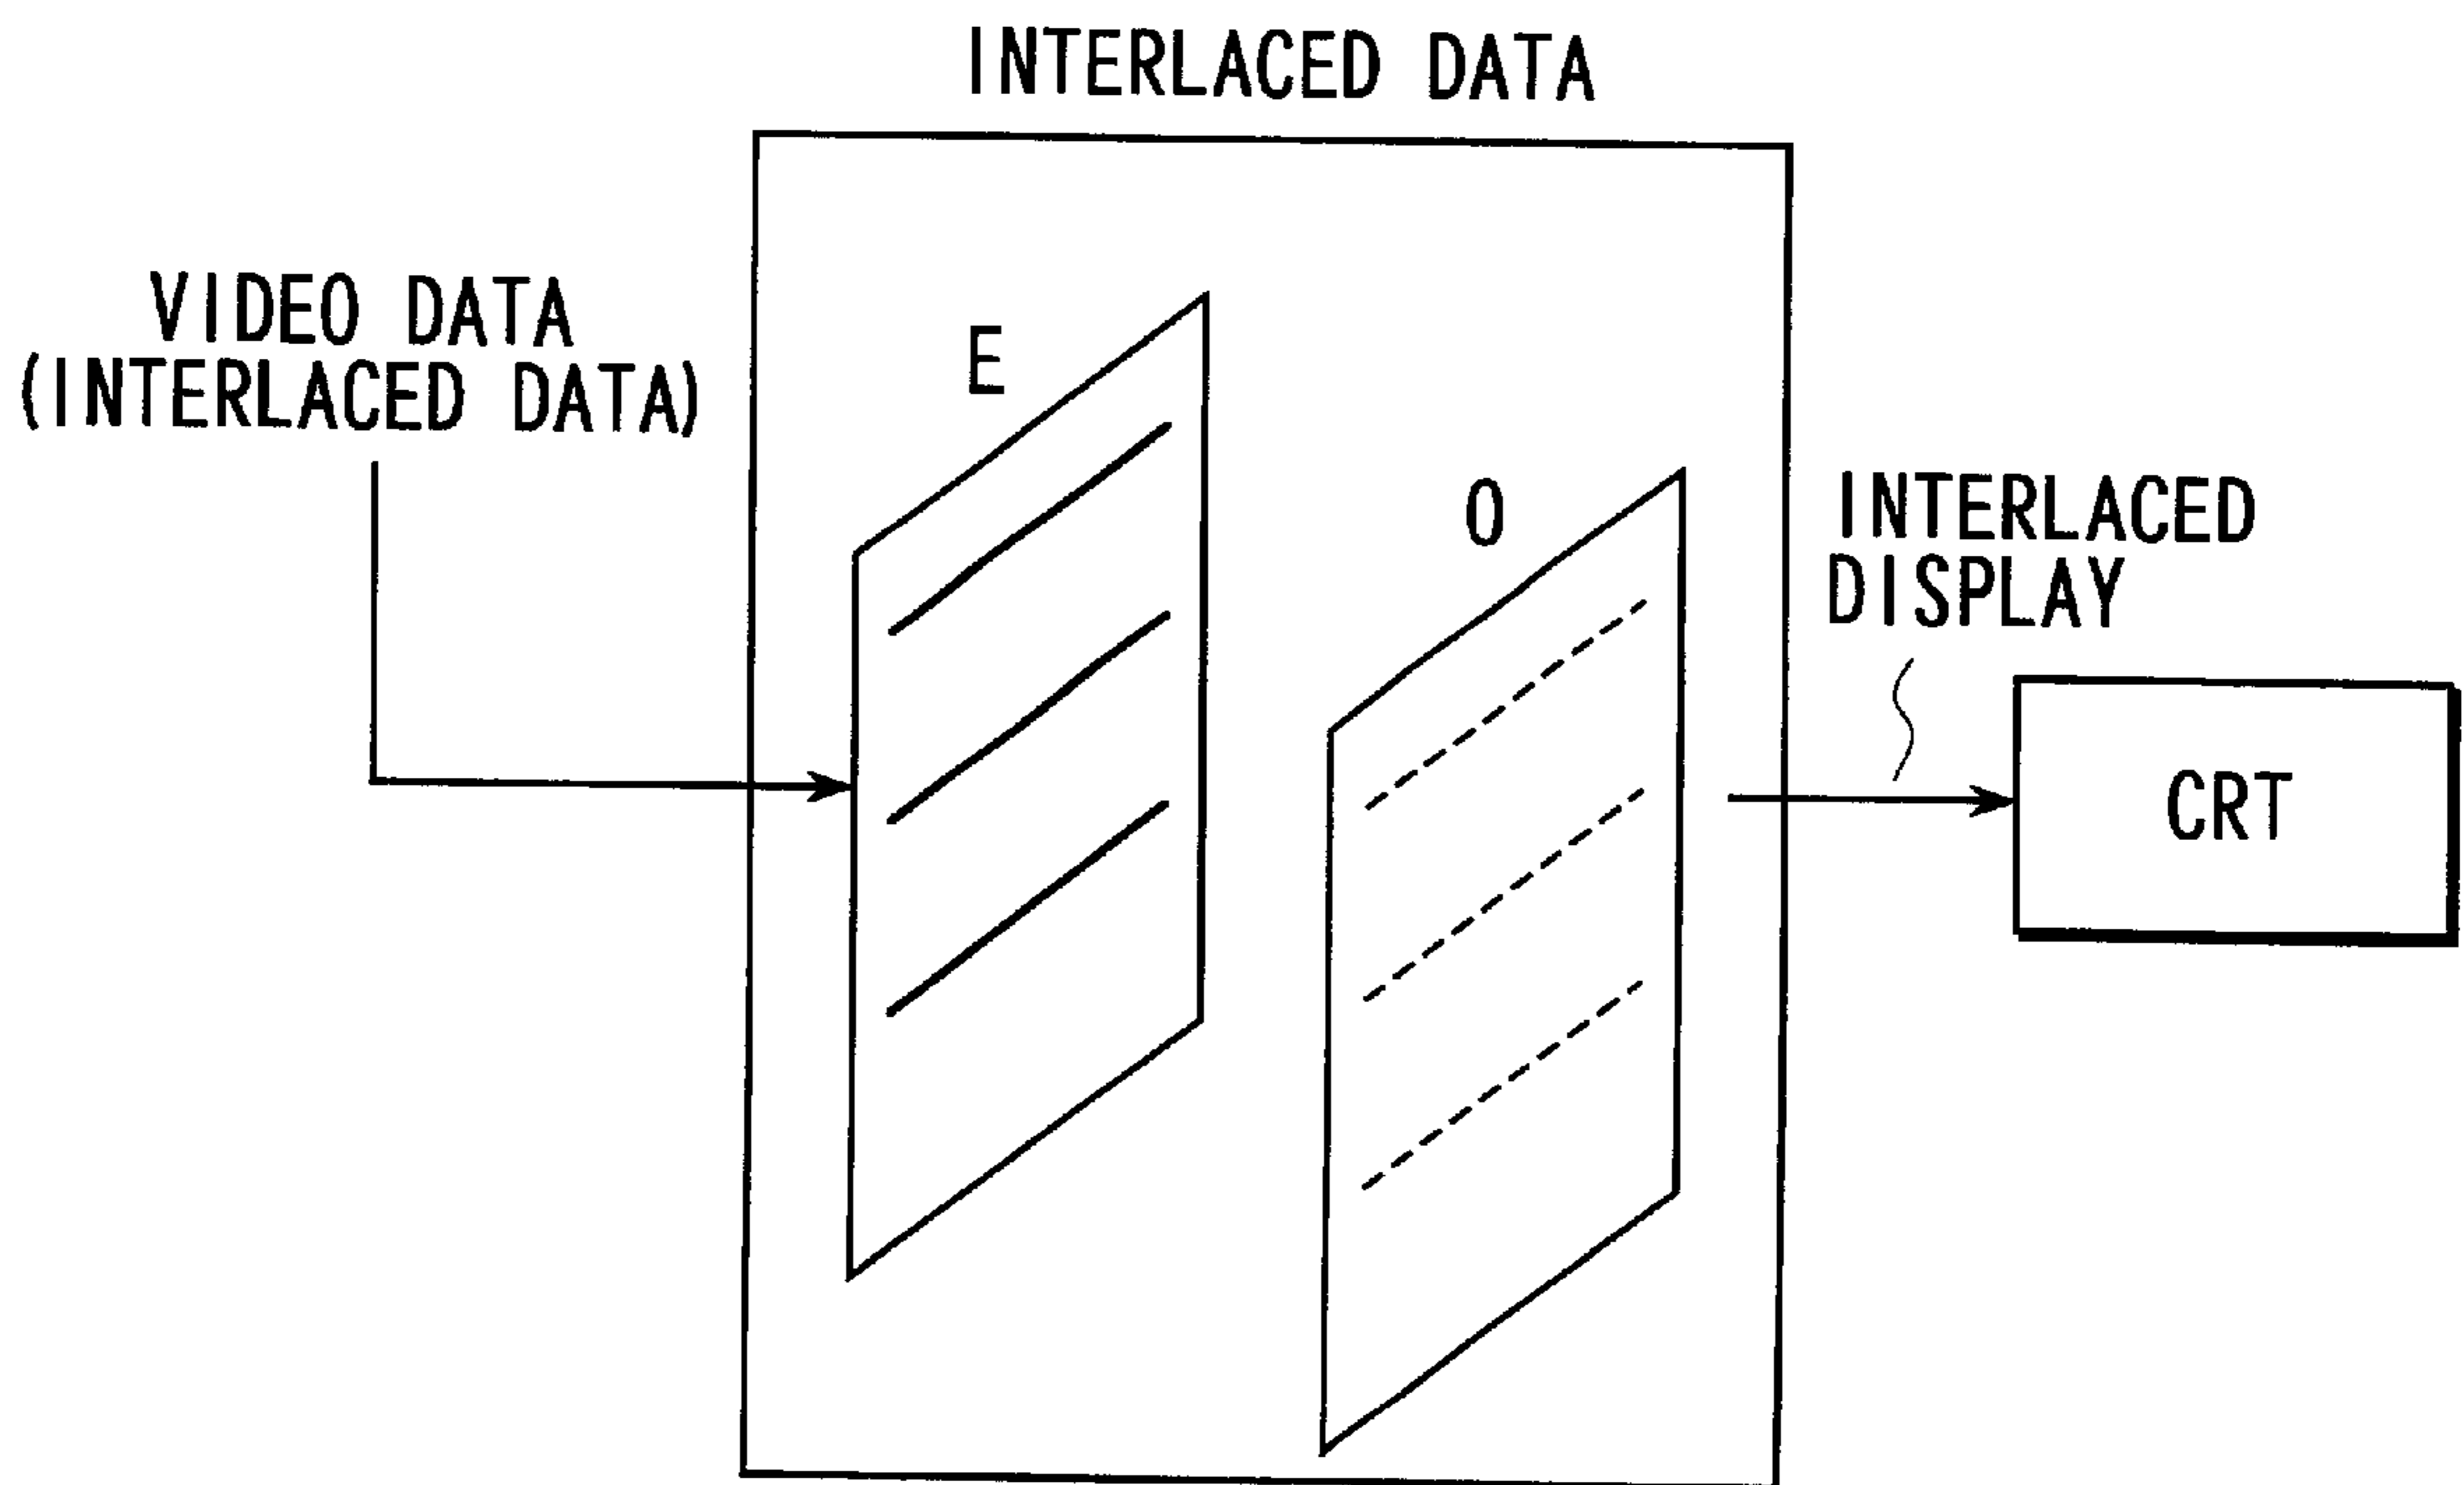 INTERLACED DATA
VIDEO DATA
(INTERLACED DATA)
E
O
INTERLACED
DISPLAY
CRT